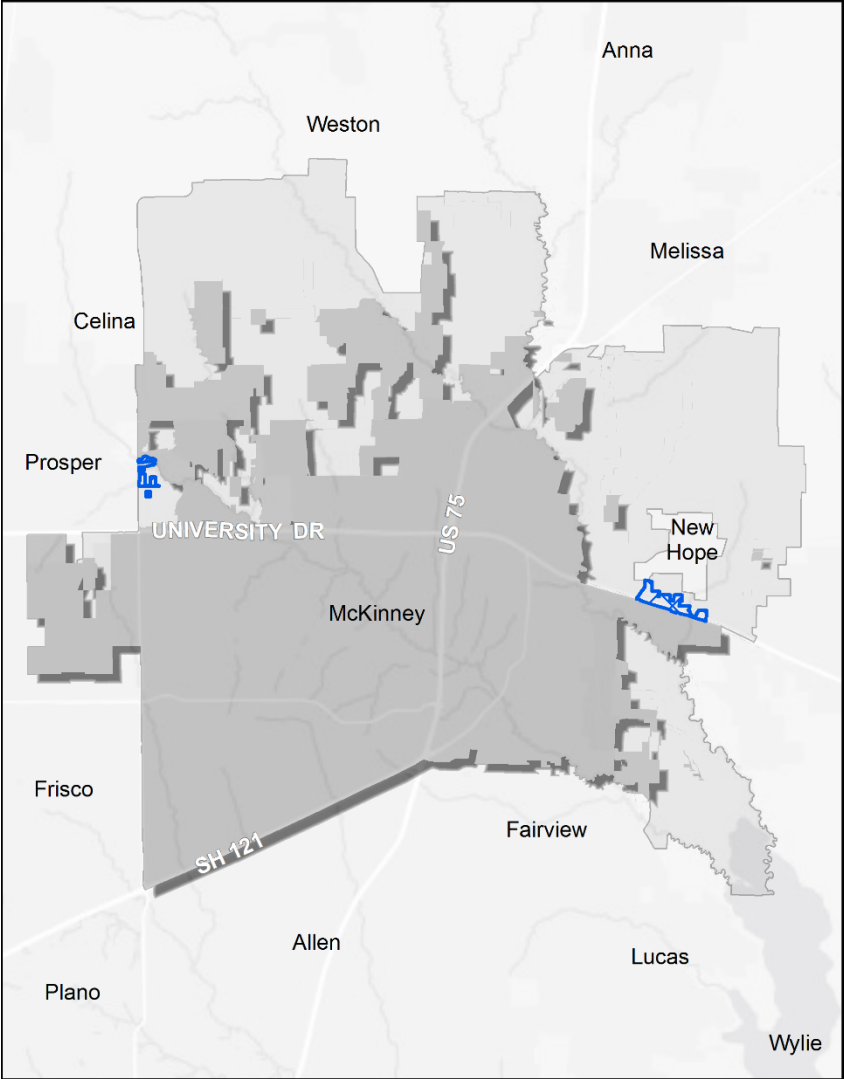 Anna
Weston
Melissa
Celina
Prosper
US 75
UNIVERSITY DR
New
Hope
McKinney
Frisco
SH 121
Fairview
Allen
Lucas
Plano
Wylie